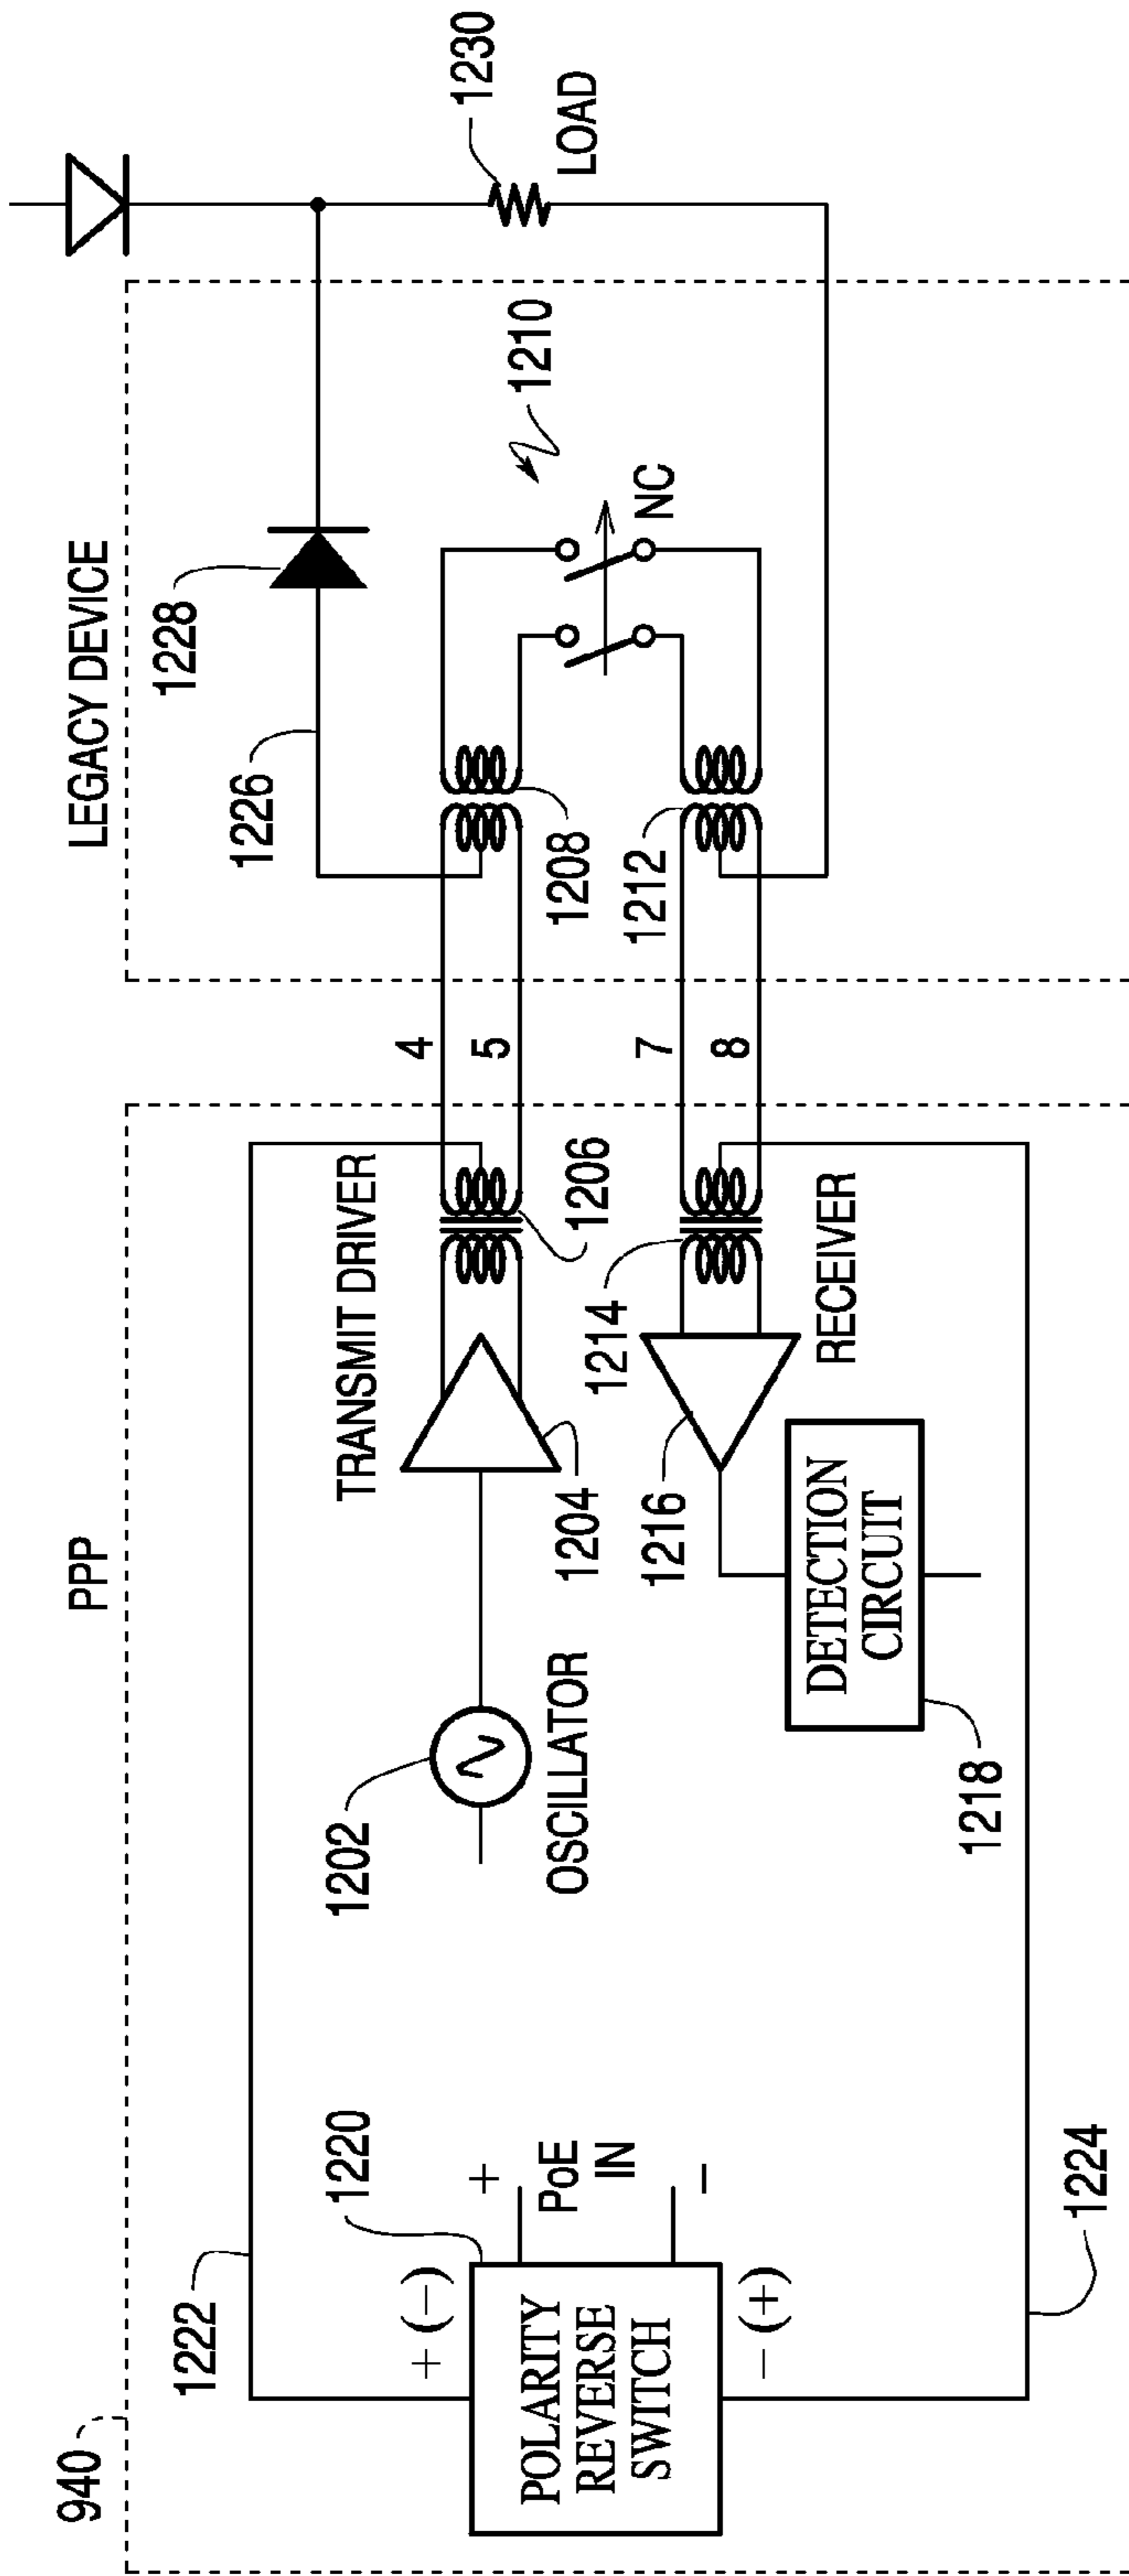 940
PPP
LEGACY DEVICE
1222
1226
1228
1220
+ (−)
+
PoE
IN
−
− (+)
POLARITY
REVERSE
SWITCH
1202
OSCILLATOR
TRANSMIT DRIVER
1204
1206
4
5
7
8
1208
1210
NC
1212
1214
1216
RECEIVER
DETECTION
CIRCUIT
1218
1224
1230
LOAD